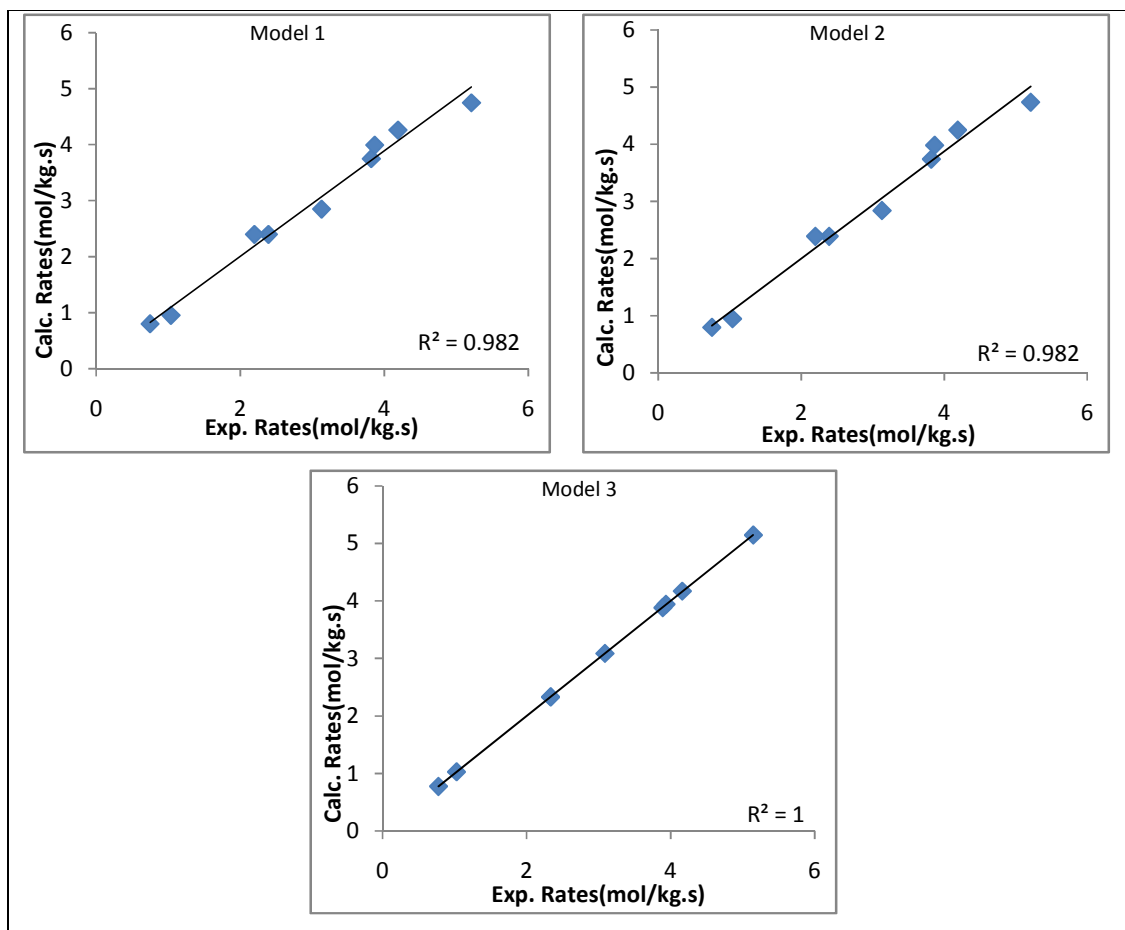 Model 1
6
5
4
3
2
1
0
Calc. Rates(mol/kg.s)
R² = 0.982
0 2 4 6
Exp. Rates(mol/kg.s)
Model 2
6
5
4
3
2
1
0
Calc. Rates(mol/kg.s)
R² = 0.982
0 2 4 6
Exp. Rates(mol/kg.s)
Model 3
6
5
4
3
2
1
0
Calc. Rates(mol/kg.s)
R² = 1
0 2 4 6
Exp. Rates(mol/kg.s)